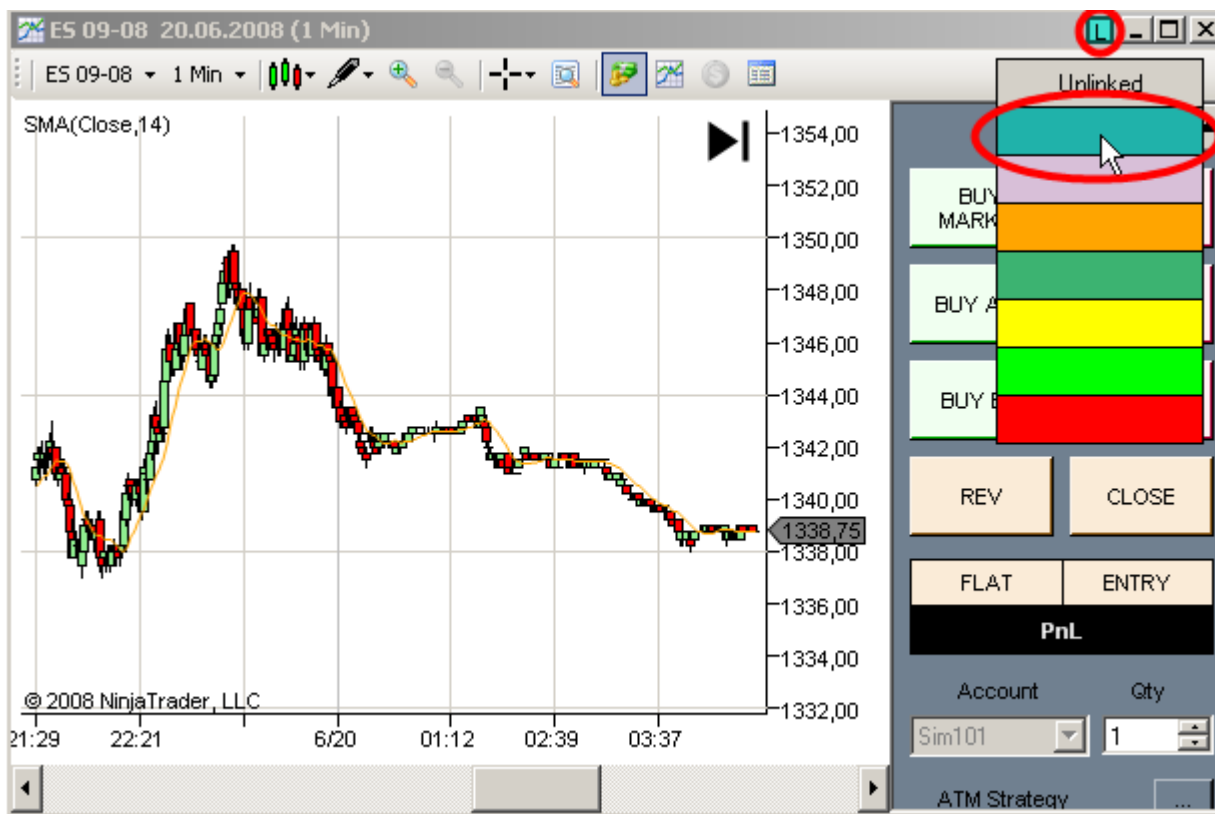 ES 09-08 20.06.2008 (1 Min)
L
ES 09-08 1 Min
Unlinked
SMA(Close,14)
1354,00
1352,00
1350,00
1348,00
1346,00
1344,00
1342,00
1340,00
1338,75
1338,00
1336,00
1334,00
1332,00
BUY
BUY
BUY
REV CLOSE
FLAT ENTRY
PnL
Account Qty
Sim101 1
ATM Strategy ...
© 2008 NinjaTrader, LLC
21:29 22:21 6/20 01:12 02:39 03:37